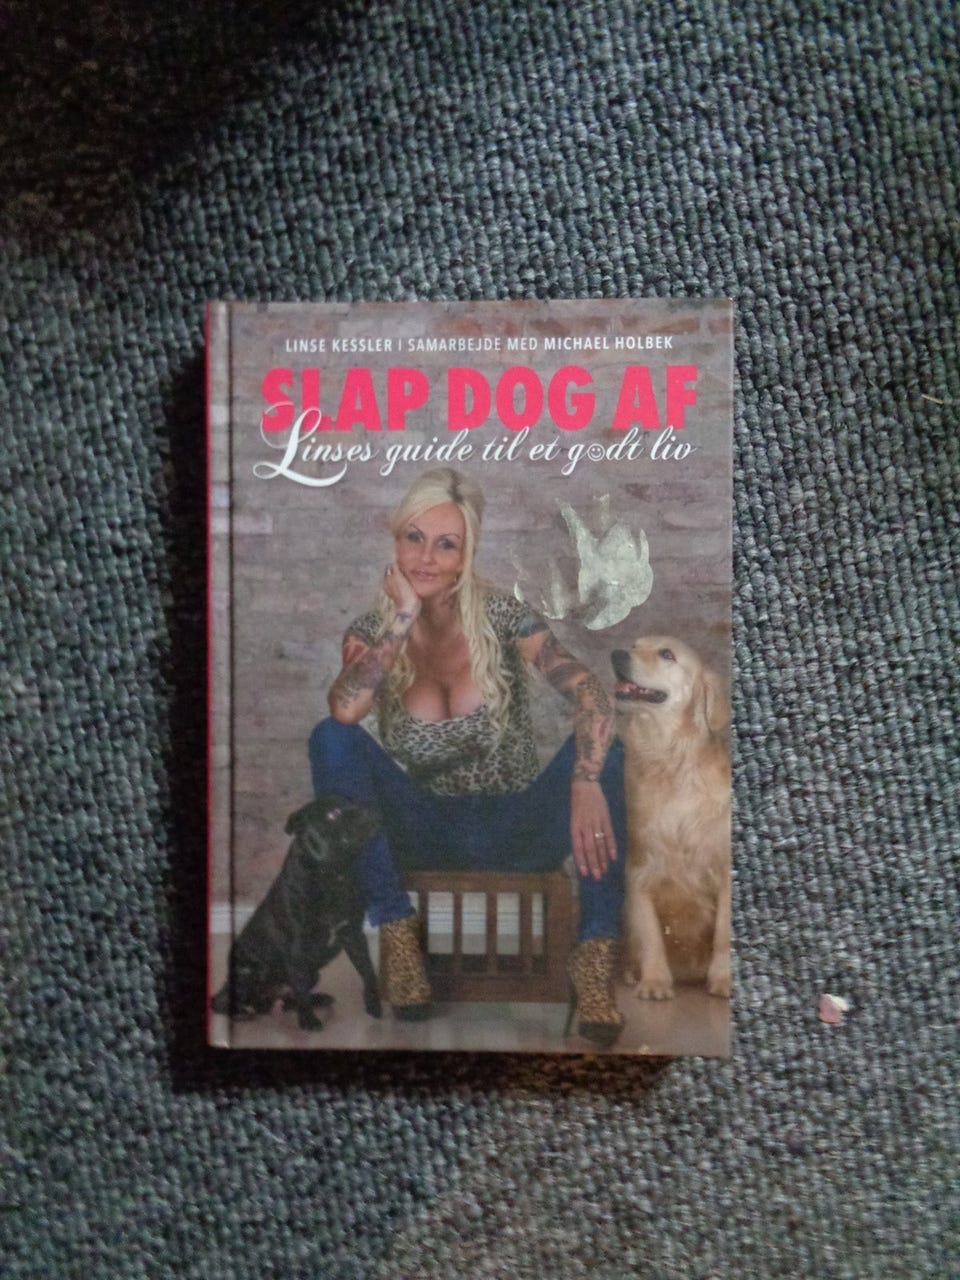 LINSE KESSLER I SAMARBEJDE MED MICHAEL HOLBEK
SLAP DOG AF
Linses guide til et godt liv